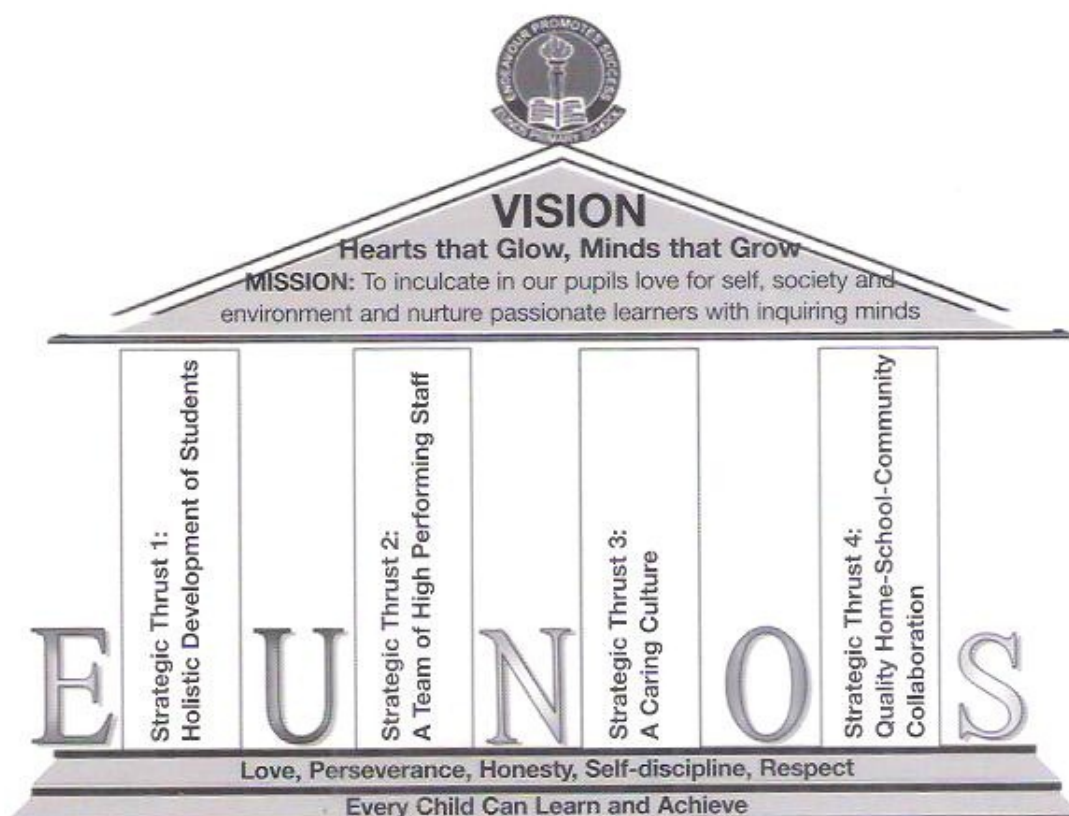 ENDEAVOUR PROMOTES SUCCESS
EUNOS PRIMARY SCHOOL
VISION
Hearts that Glow, Minds that Grow
MISSION: To inculcate in our pupils love for self, society and
environment and nurture passionate learners with inquiring minds
Strategic Thrust 1:
Holistic Development of Students
Strategic Thrust 2:
A Team of High Performing Staff
Strategic Thrust 3:
A Caring Culture
Strategic Thrust 4:
Quality Home-School-Community
Collaboration
E U N O S
Love, Perseverance, Honesty, Self-discipline, Respect
Every Child Can Learn and Achieve